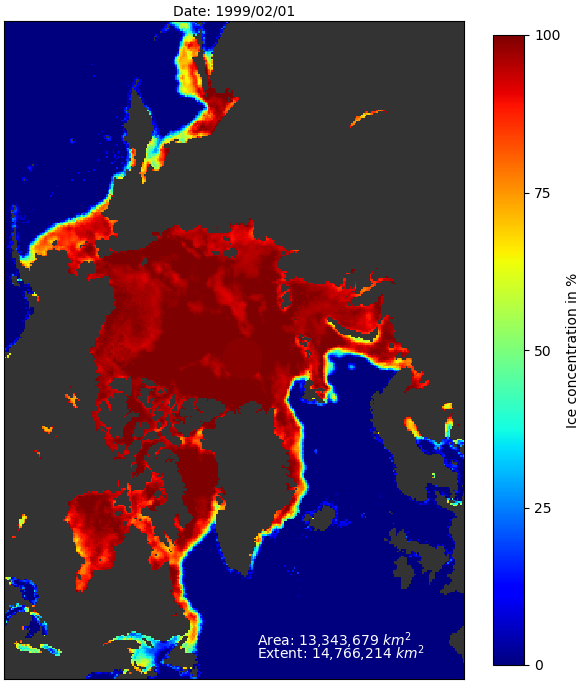 Date: 1999/02/01
100
75
50
25
0
Ice concentration in %
Area: 13,343,679 km²
Extent: 14,766,214 km²